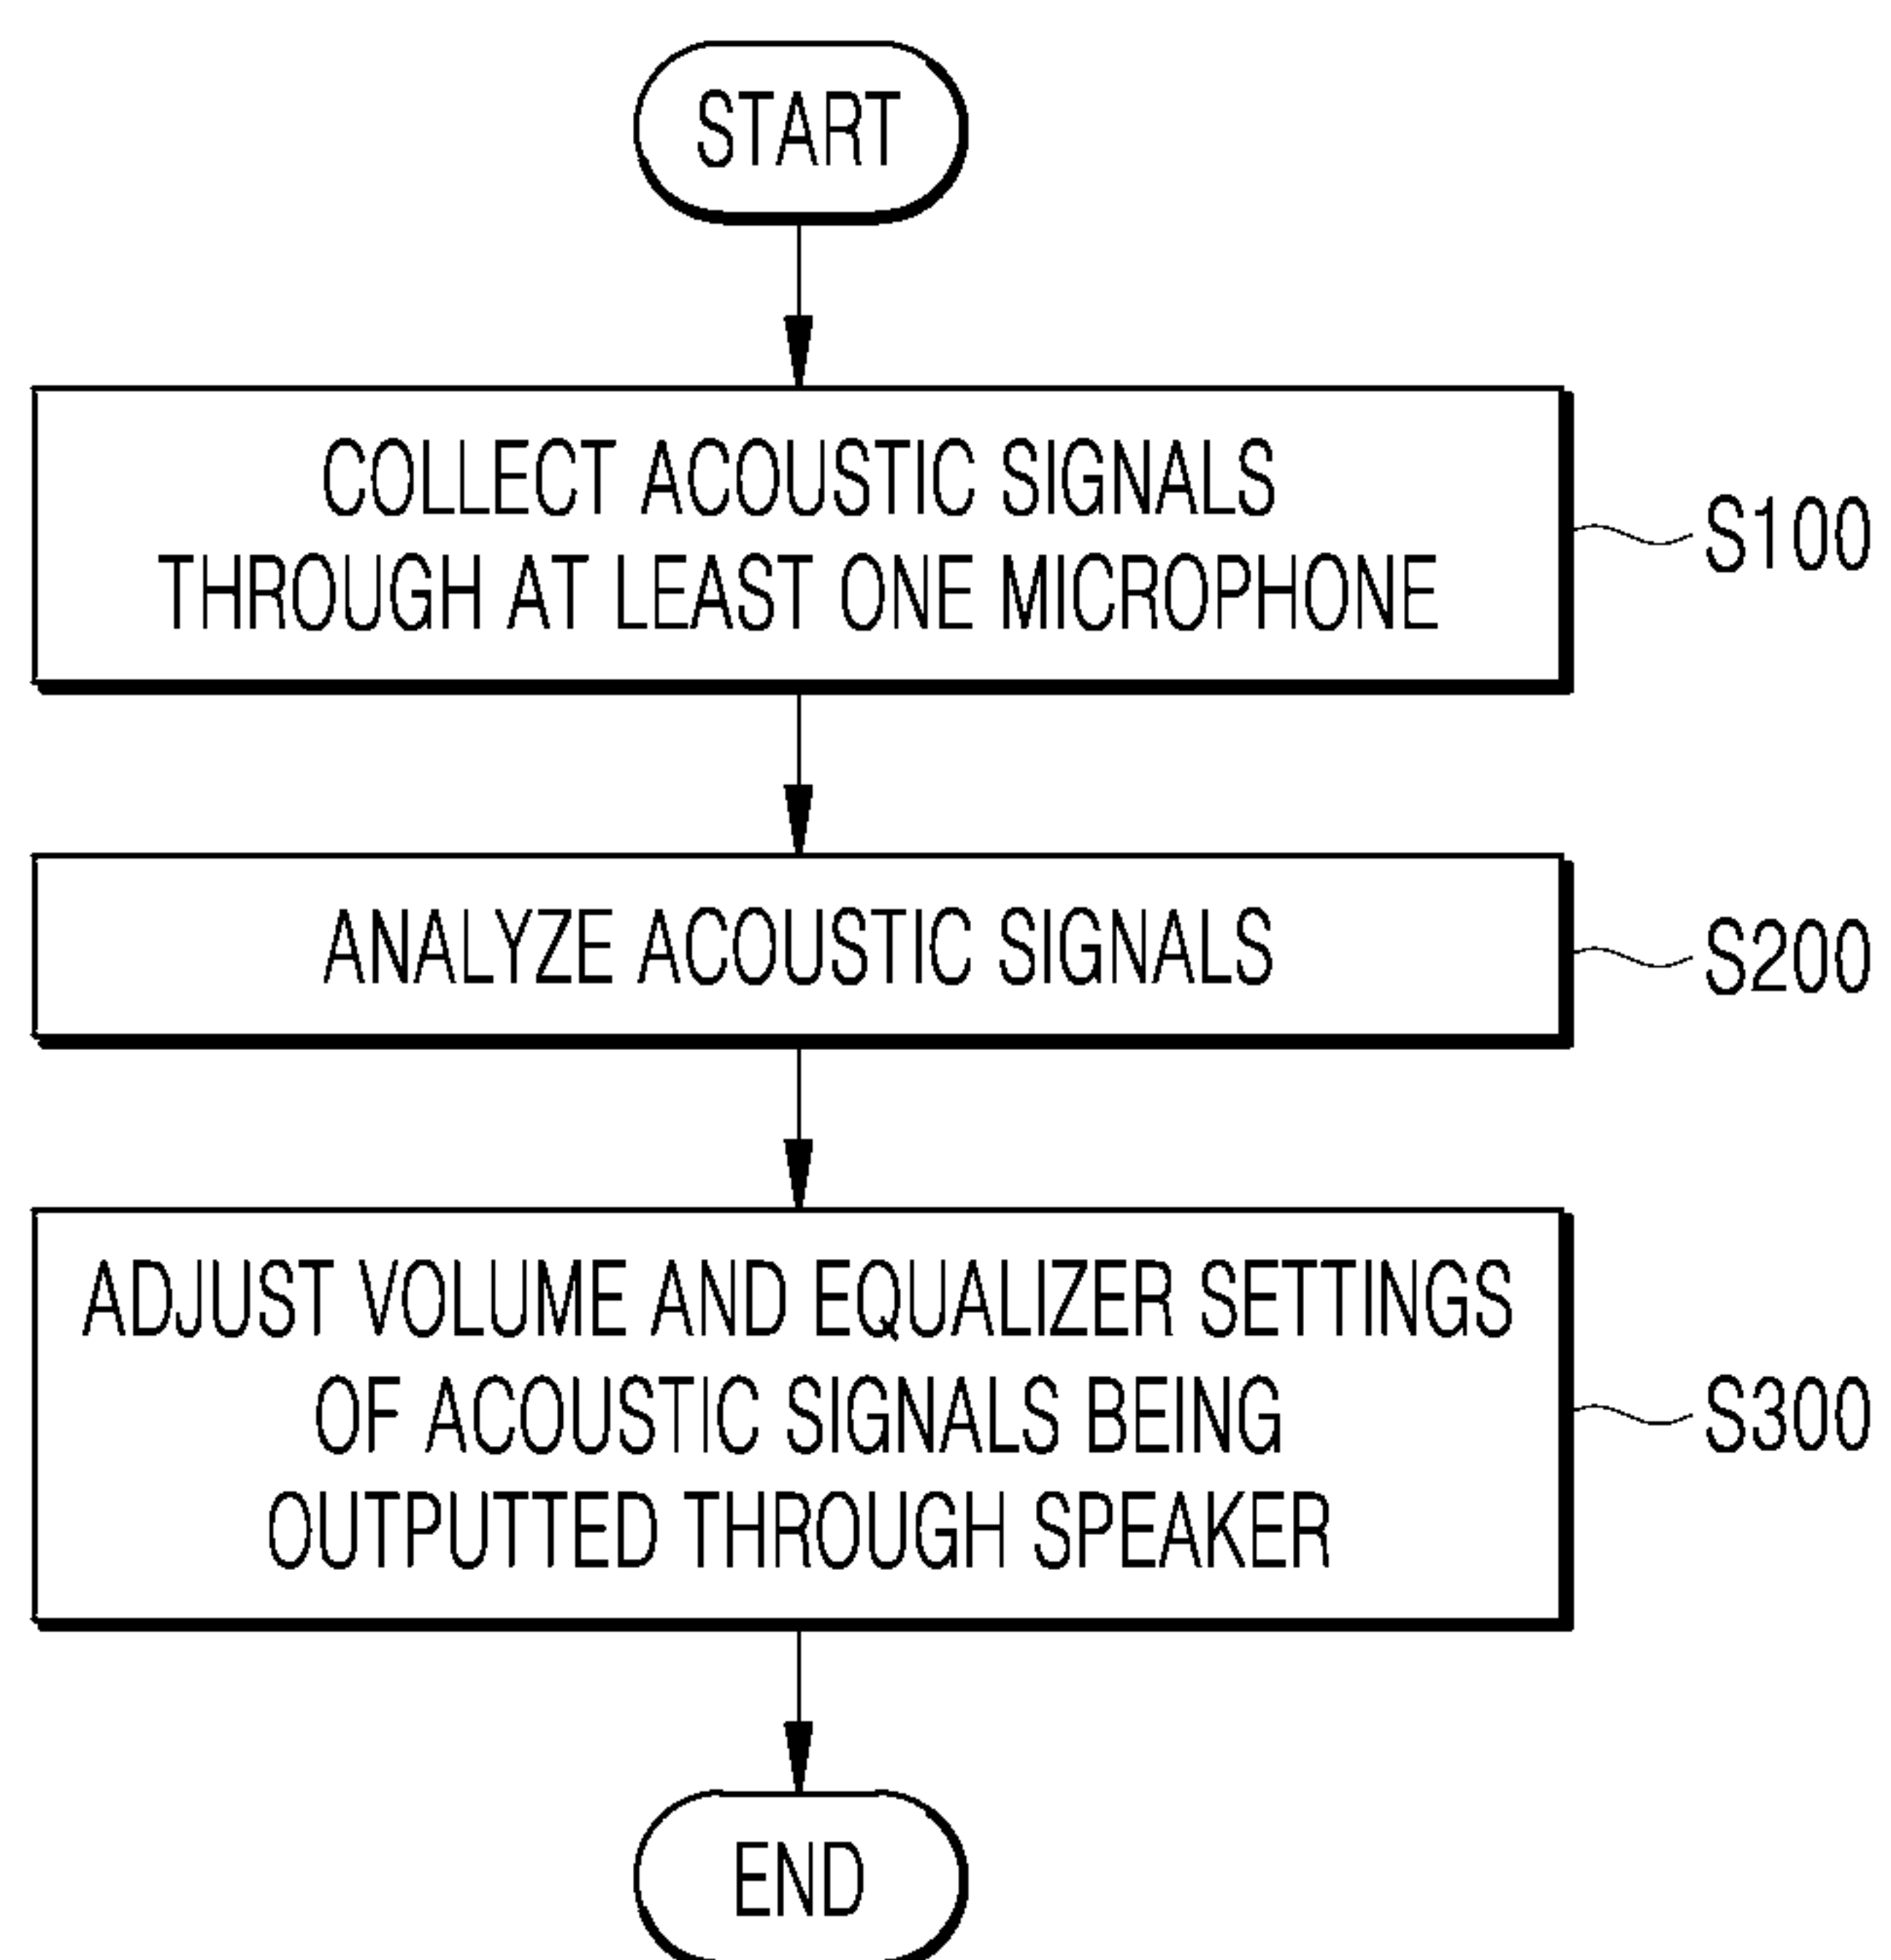 START
COLLECT ACOUSTIC SIGNALS
THROUGH AT LEAST ONE MICROPHONE
S100
ANALYZE ACOUSTIC SIGNALS
S200
ADJUST VOLUME AND EQUALIZER SETTINGS
OF ACOUSTIC SIGNALS BEING
OUTPUTTED THROUGH SPEAKER
S300
END